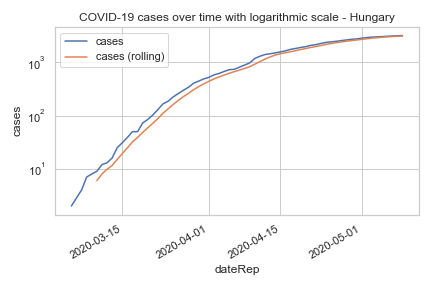 COVID-19 cases over time with logarithmic scale - Hungary
cases
cases (rolling)
10³
10²
10¹
cases
2020-03-15
2020-04-01
2020-04-15
2020-05-01
dateRep